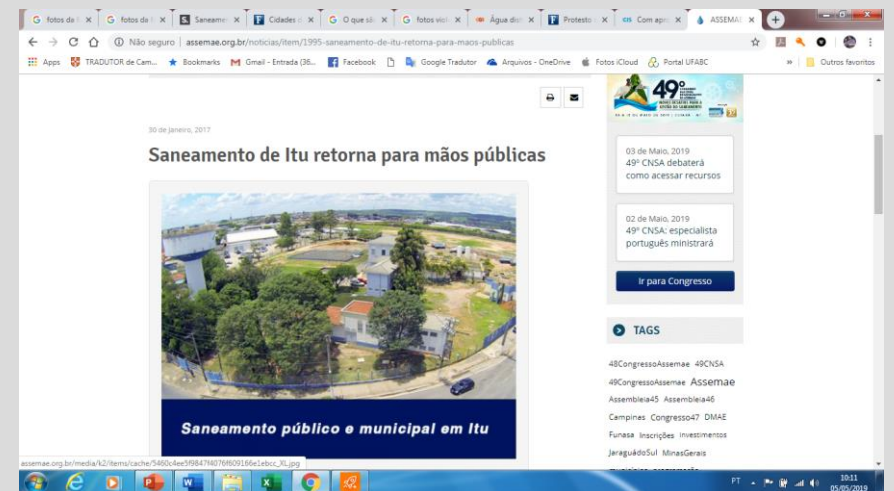 fotos da
fotos da
Saneame
Cidades
O que sã
fotos viol
Água do
Protesto
Com apro
ASSEMA
Não seguro | assemae.org.br/noticias/item/1995-saneamento-de-itu-retorna-para-maos-publicas
Apps TRADUTOR de Cam... Bookmarks Gmail - Entrada (36... Facebook Google Tradutor Arquivos - OneDrive Fotos iCloud Portal UFABC » Outros favoritos
30 de Janeiro, 2017
Saneamento de Itu retorna para mãos públicas
Saneamento público e municipal em Itu
49º
03 de Maio, 2019
49º CNSA debaterá
como acessar recursos
02 de Maio, 2019
49º CNSA: especialista
português ministrará
Ir para Congresso
TAGS
48CongressoAssemae 49CNSA
49CongressoAssemae Assemae
Assembleia45 Assembleia46
Campinas Congresso47 DMAE
Funasa Inscrições Investimentos
JaraguádoSul MinasGerais
assemae.org.br/media/k2/items/cache/5460c4ee5f9847f4076f609166e1ebcc_XL.jpg
PT
10:11
05/05/2019